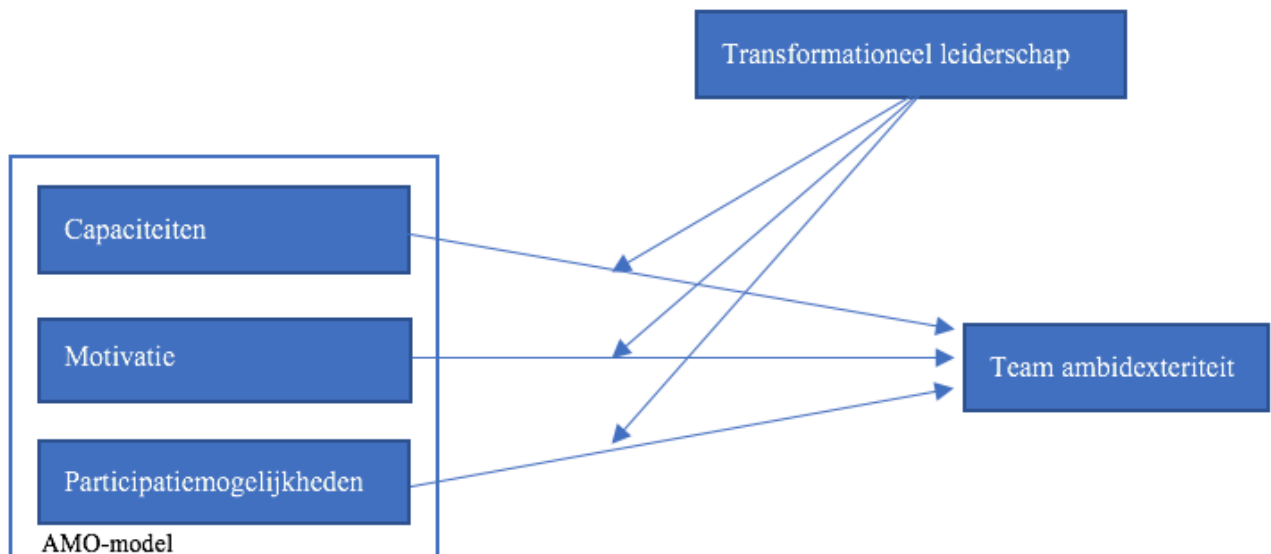 Transformationeel leiderschap
Capaciteiten
Motivatie
Team ambidexteriteit
Participatiemogelijkheden
AMO-model